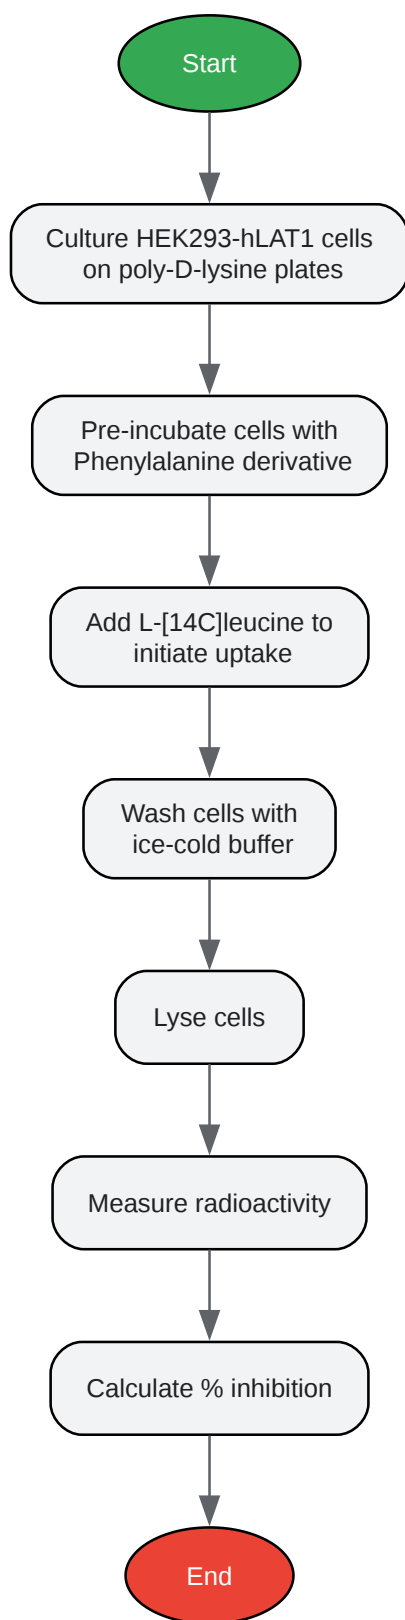 Start
Culture HEK293-hLAT1 cells
on poly-D-lysine plates
Pre-incubate cells with
Phenylalanine derivative
Add L-[14C]leucine to
initiate uptake
Wash cells with
ice-cold buffer
Lyse cells
Measure radioactivity
Calculate % inhibition
End